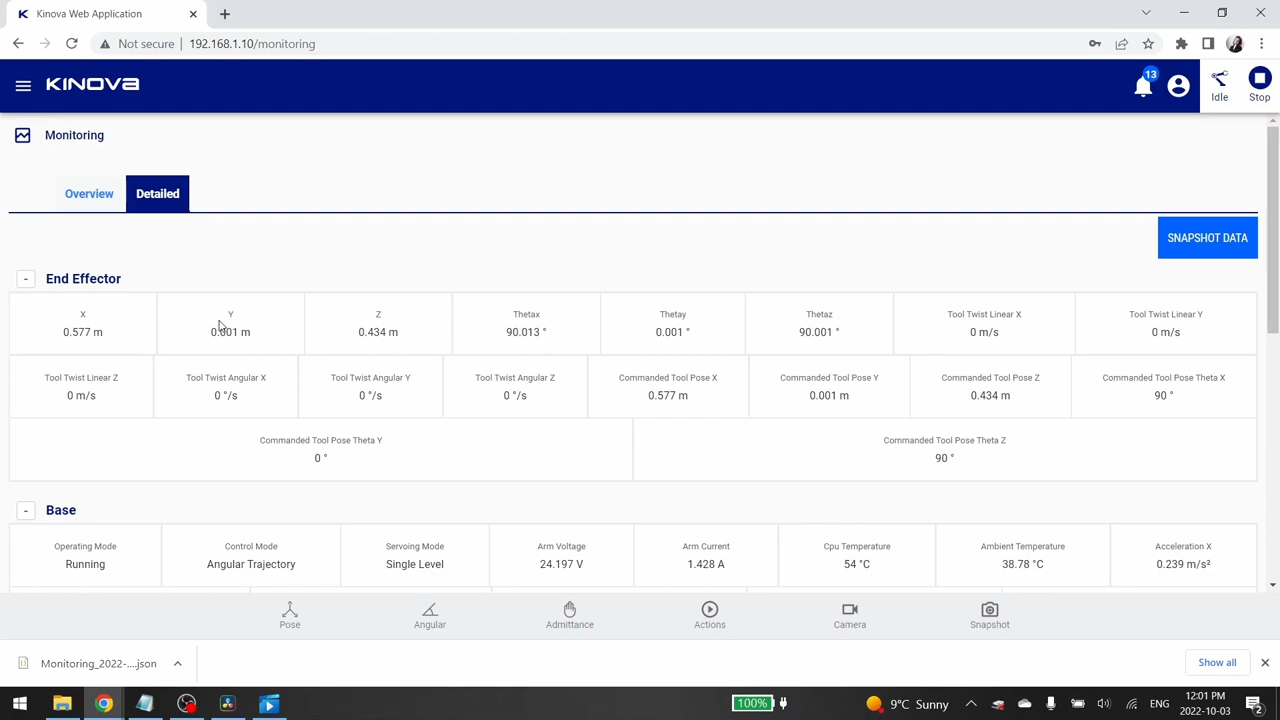 Kinova Web Application
Not secure
192.168.1.10/monitoring
KINOVA
13
Idle
Stop
Monitoring
Overview
Detailed
SNAPSHOT DATA
- End Effector
X
Y
Z
Thetax
Thetay
Thetaz
Tool Twist Linear X
Tool Twist Linear Y
0.577 m
0.001 m
0.434 m
90.013 °
0.001 °
90.001 °
0 m/s
0 m/s
Tool Twist Linear Z
Tool Twist Angular X
Tool Twist Angular Y
Tool Twist Angular Z
Commanded Tool Pose X
Commanded Tool Pose Y
Commanded Tool Pose Z
Commanded Tool Pose Theta X
0 m/s
0 °/s
0 °/s
0 °/s
0.577 m
0.001 m
0.434 m
90 °
Commanded Tool Pose Theta Y
Commanded Tool Pose Theta Z
0 °
90 °
- Base
Operating Mode
Control Mode
Servoing Mode
Arm Voltage
Arm Current
Cpu Temperature
Ambient Temperature
Acceleration X
Running
Angular Trajectory
Single Level
24.197 V
1.428 A
54 °C
38.78 °C
0.239 m/s²
Pose
Angular
Admittance
Actions
Camera
Snapshot
Monitoring_2022-....json
Show all
100%
9°C Sunny
ENG
12:01 PM
2022-10-03
2